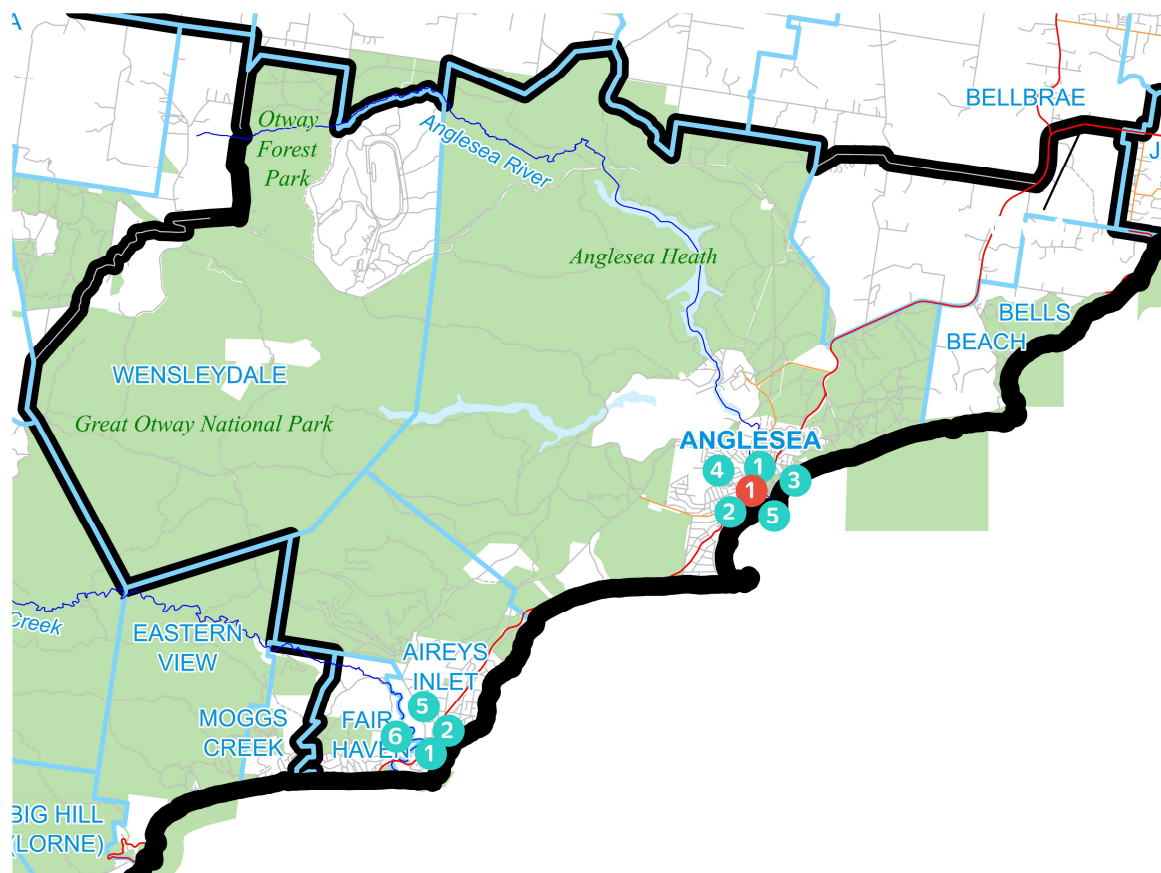 A
BELLBRAE
J
Otway
Forest
Park
Anglesea River
Anglesea Heath
BELLS
BEACH
WENSLEYDALE
Great Otway National Park
ANGLESEA
4
1
3
1
2
5
Creek
EASTERN
VIEW
AIREYS
INLET
MOGGS
CREEK
FAIR
HAVEN
5
2
6
1
BIG HILL
(LORNE)